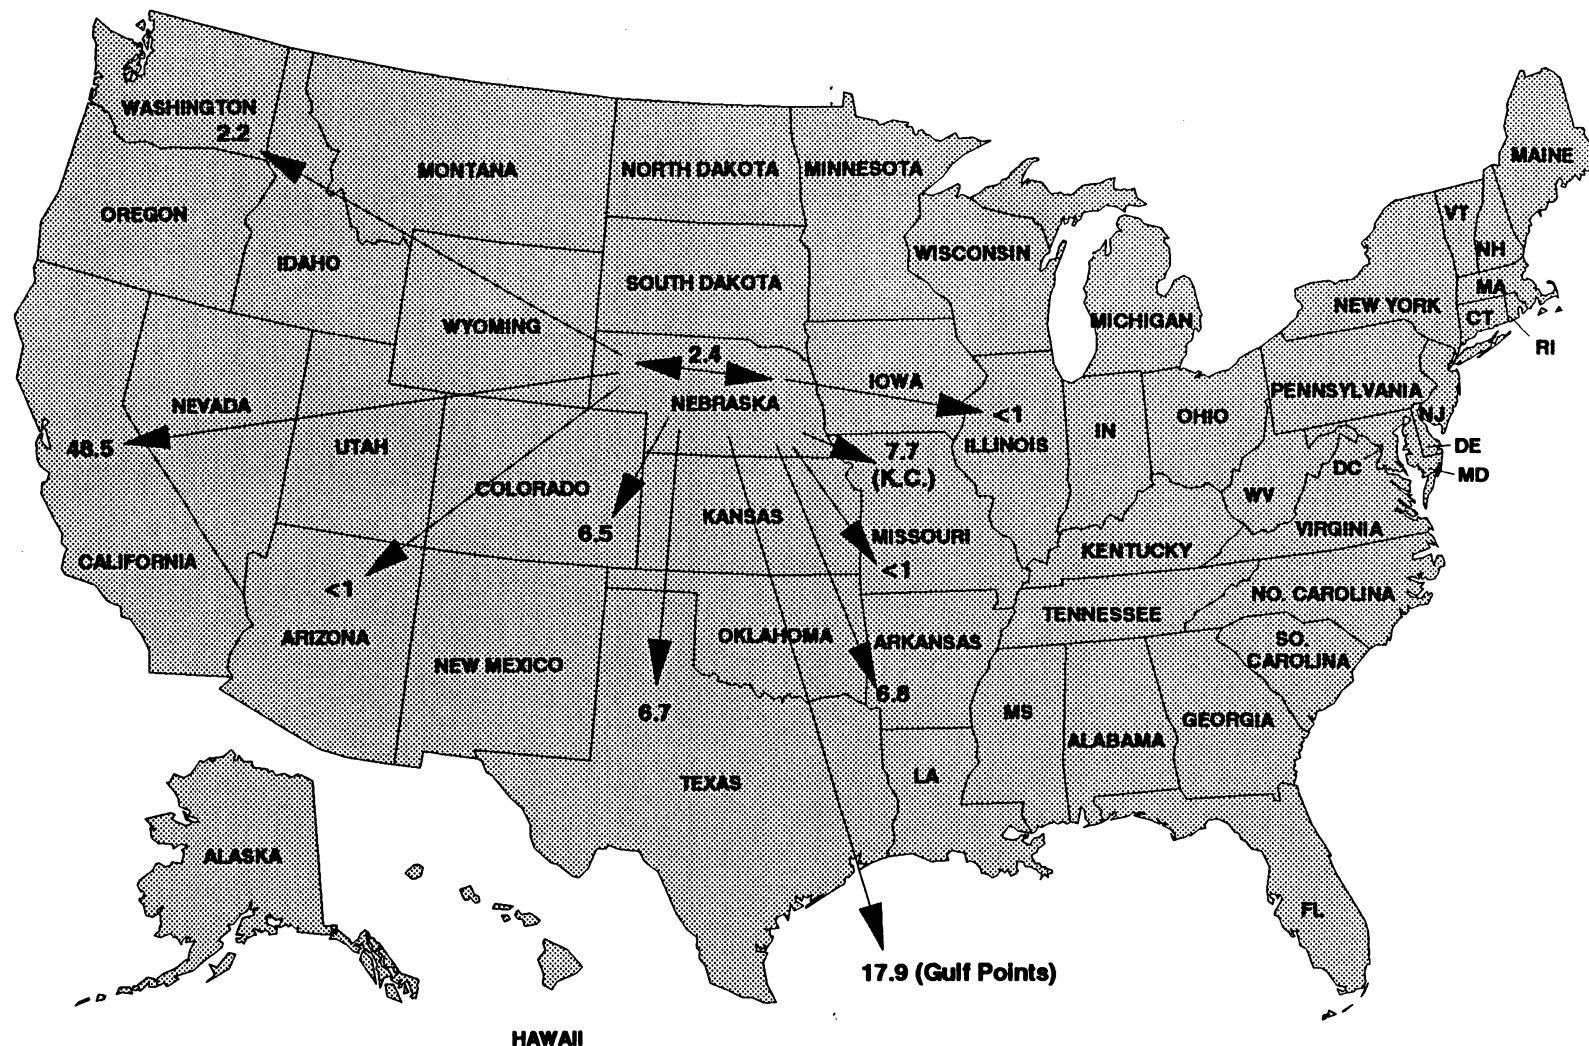 WASHINGTON
2.2
MONTANA
NORTH DAKOTA
MINNESOTA
MAINE
OREGON
VT
IDAHO
SOUTH DAKOTA
WISCONSIN
NH
MA
WYOMING
MICHIGAN
NEW YORK
CT
RI
2.4
IOWA
NEVADA
NEBRASKA
<1
ILLINOIS
IN
OHIO
PENNSYLVANIA
NJ
48.5
UTAH
7.7
(K.C.)
DE
MD
DC
COLORADO
WV
6.5
KANSAS
MISSOURI
<1
KENTUCKY
VIRGINIA
CALIFORNIA
<1
NO. CAROLINA
TENNESSEE
ARIZONA
NEW MEXICO
OKLAHOMA
ARKANSAS
SO.
CAROLINA
6.8
6.7
MS
ALABAMA
GEORGIA
TEXAS
LA
ALASKA
FL
17.9 (Gulf Points)
HAWAII